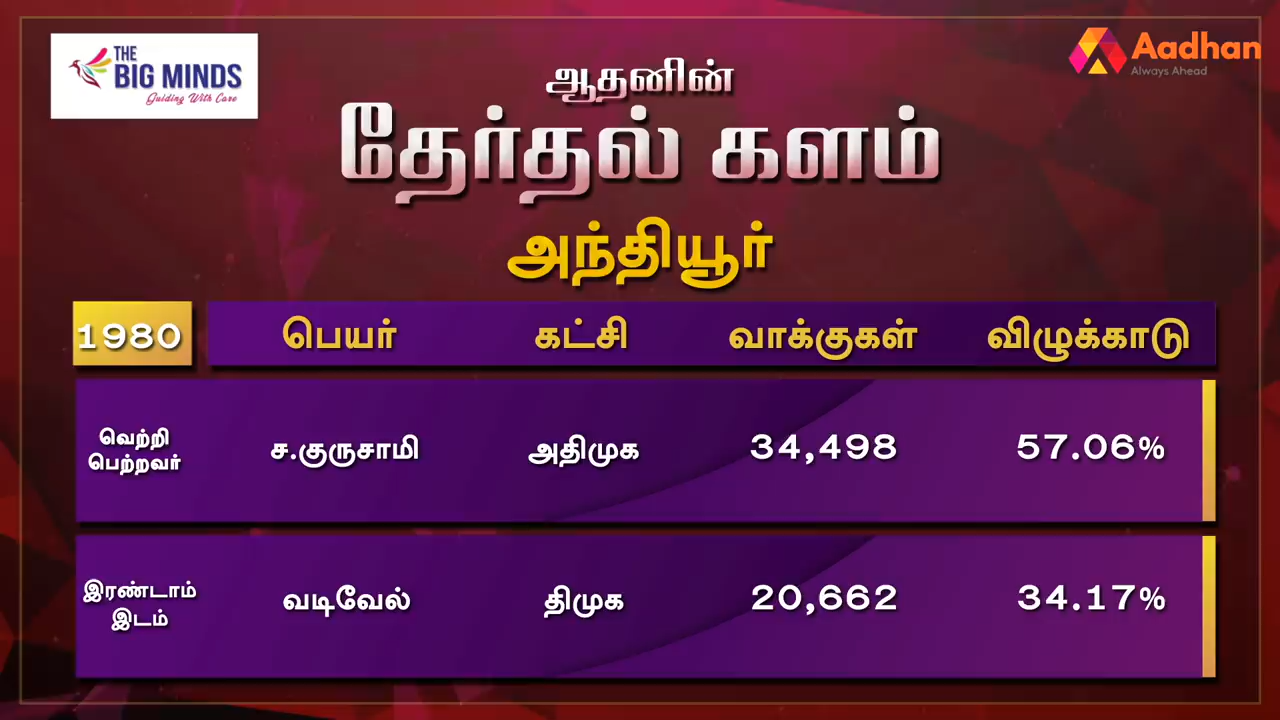 THE
BIG MINDS
Guiding With Care
Aadhan
Always Ahead
ஆதனின்
தேர்தல் களம்
அந்தியூர்
1980 பெயர் கட்சி வாக்குகள் விழுக்காடு
வெற்றி
பெற்றவர் ச.குருசாமி அதிமுக 34,498 57.06%
இரண்டாம்
இடம் வடிவேல் திமுக 20,662 34.17%